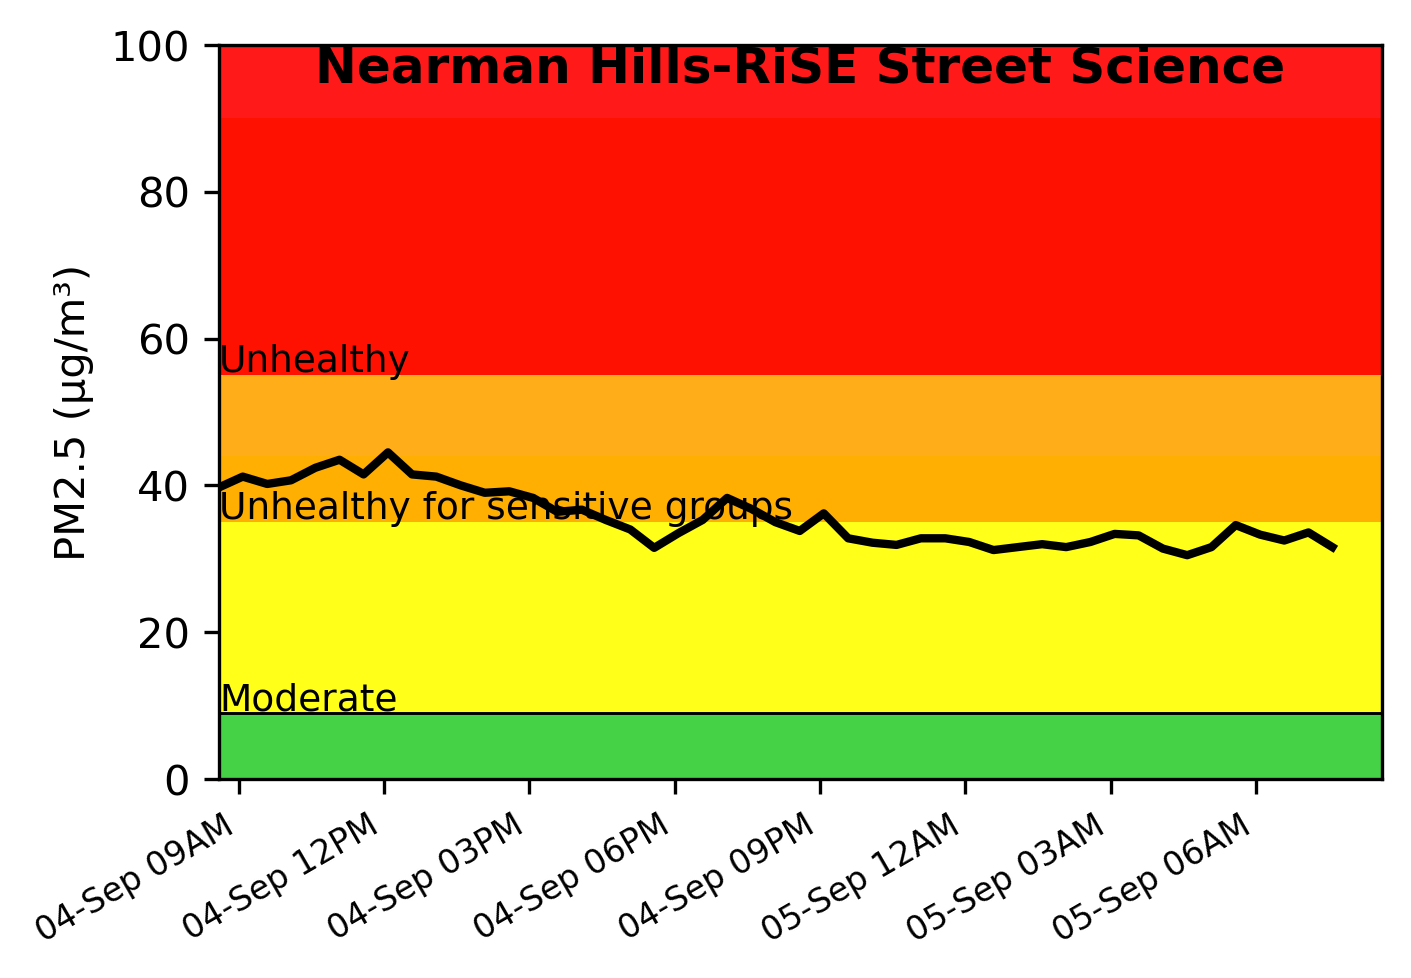 Nearman Hills-RiSE Street Science
PM2.5 (µg/m³)
100
80
60
40
20
0
Unhealthy
Unhealthy for sensitive groups
Moderate
04-Sep 09AM
04-Sep 12PM
04-Sep 03PM
04-Sep 06PM
04-Sep 09PM
05-Sep 12AM
05-Sep 03AM
05-Sep 06AM